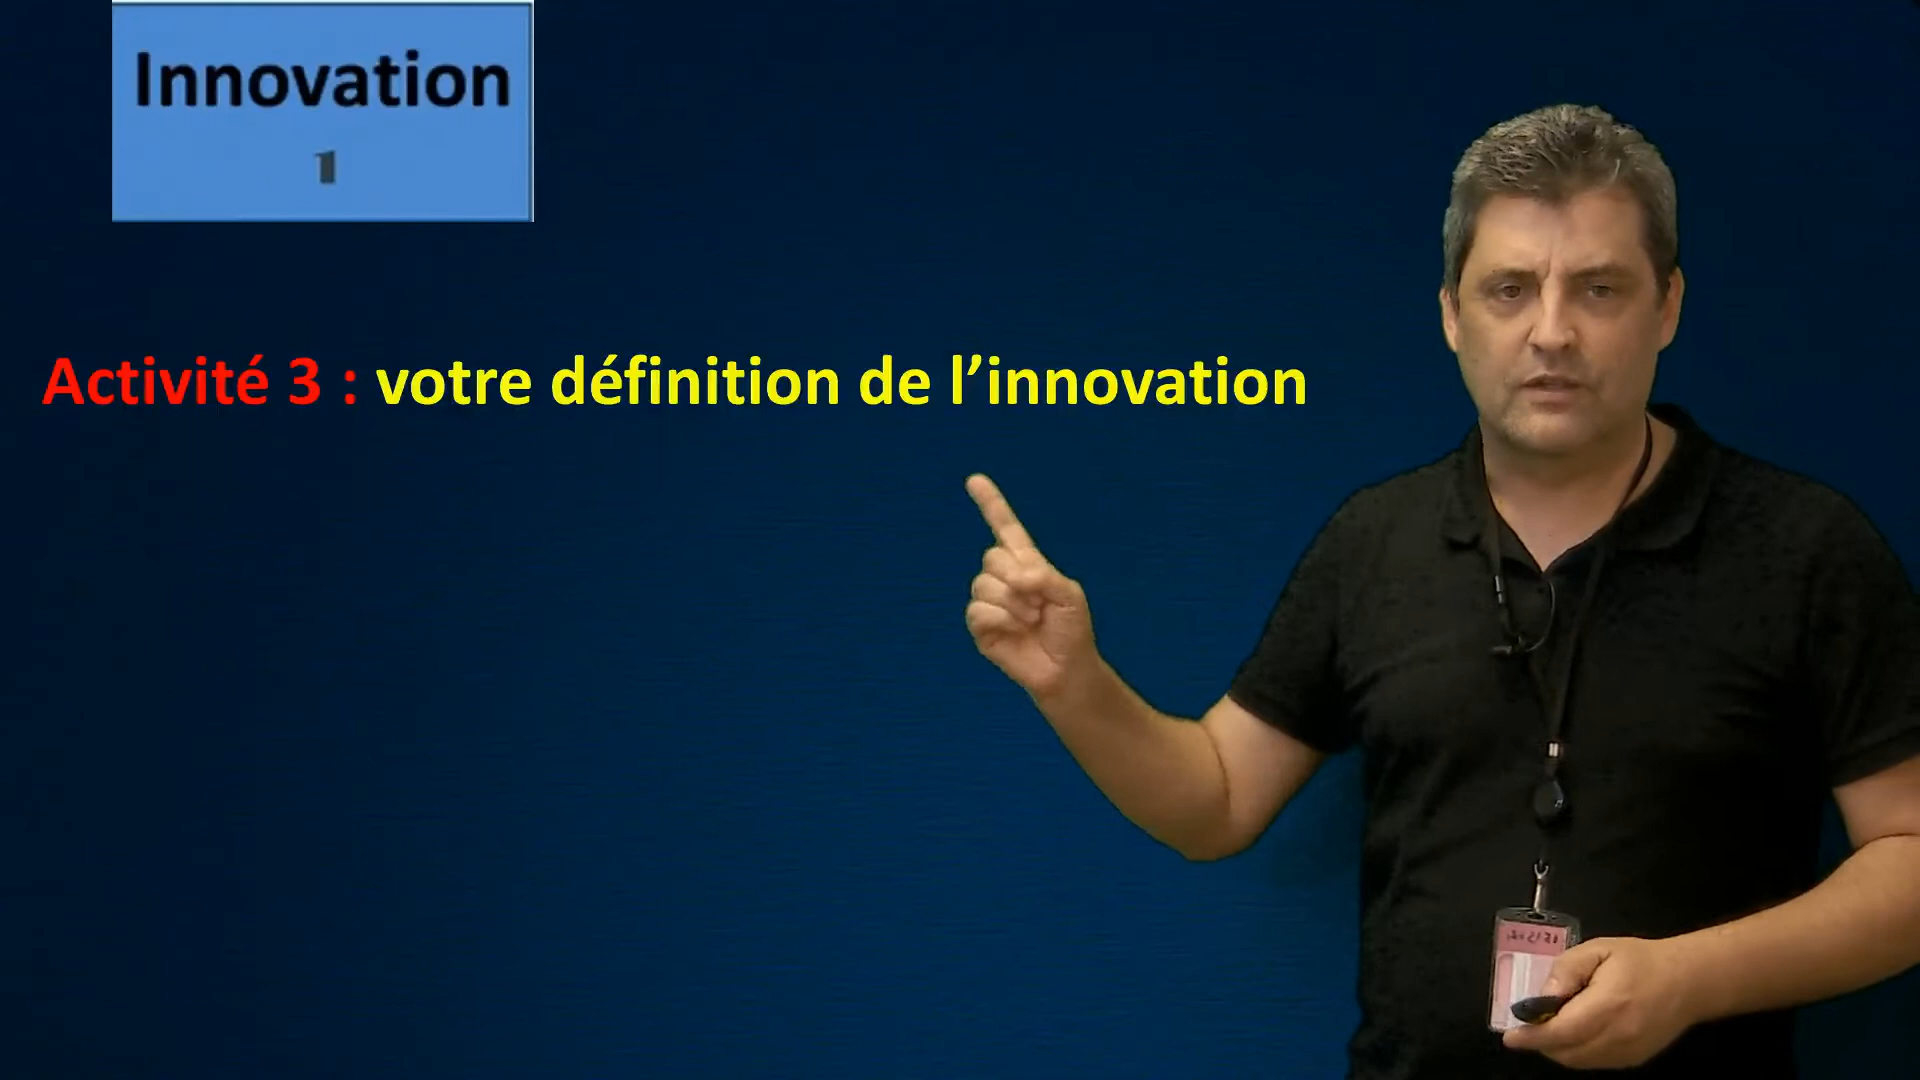 Innovation
1
Activité 3 : votre définition de l’innovation